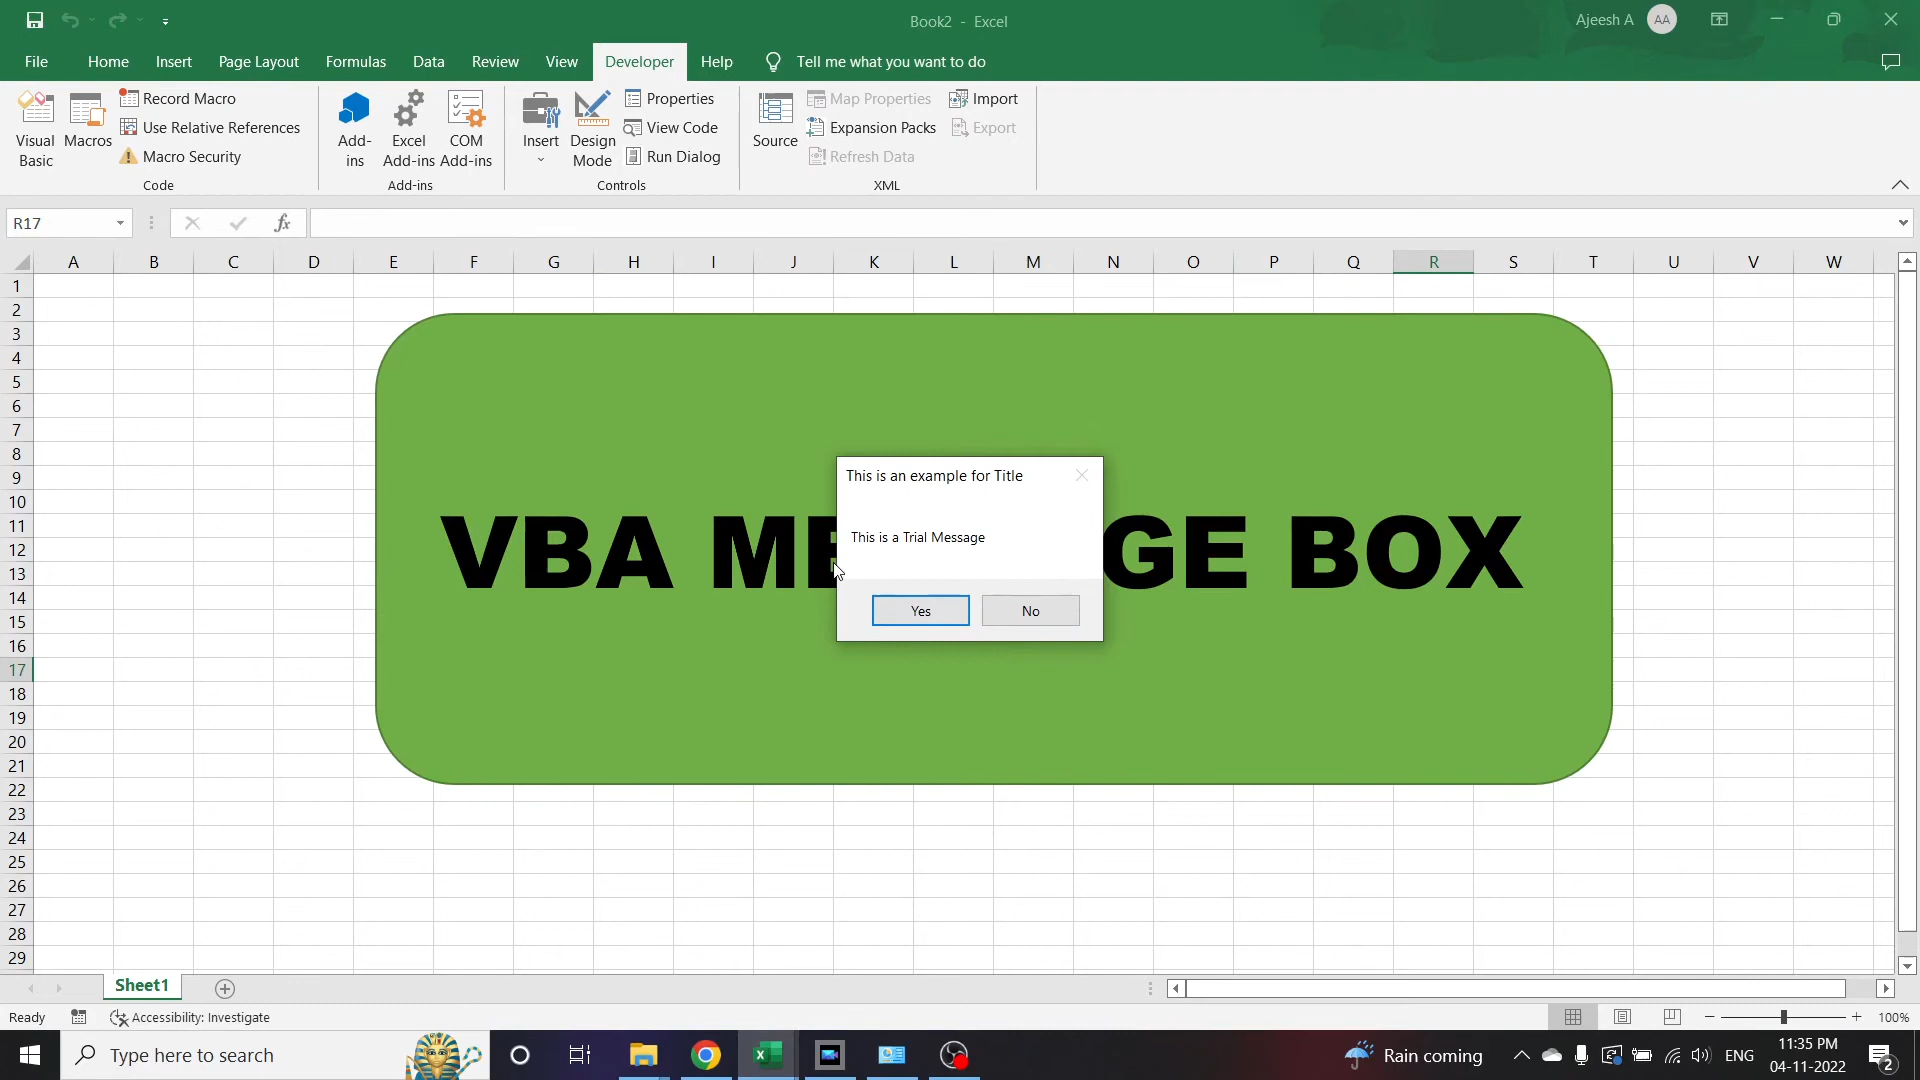 Book2 - Excel
Ajeesh A
AA
File
Home
Insert
Page Layout
Formulas
Data
Review
View
Developer
Help
Tell me what you want to do
Visual Basic
Macros
Record Macro
Use Relative References
Macro Security
Code
Add-ins
Excel Add-ins
COM Add-ins
Add-ins
Insert
Design Mode
Properties
View Code
Run Dialog
Controls
Source
Map Properties
Expansion Packs
Refresh Data
Import
Export
XML
R17
fx
A B C D E F G H I J K L M N O P Q R S T U V W
1
2
3
4
5
6
7
8
9
10
11
12
13
14
15
16
17
18
19
20
21
22
23
24
25
26
27
28
29
VBA ME GE BOX
This is an example for Title
This is a Trial Message
Yes
No
Sheet1
Ready
Accessibility: Investigate
100%
Type here to search
Rain coming
ENG
11:35 PM
04-11-2022
2